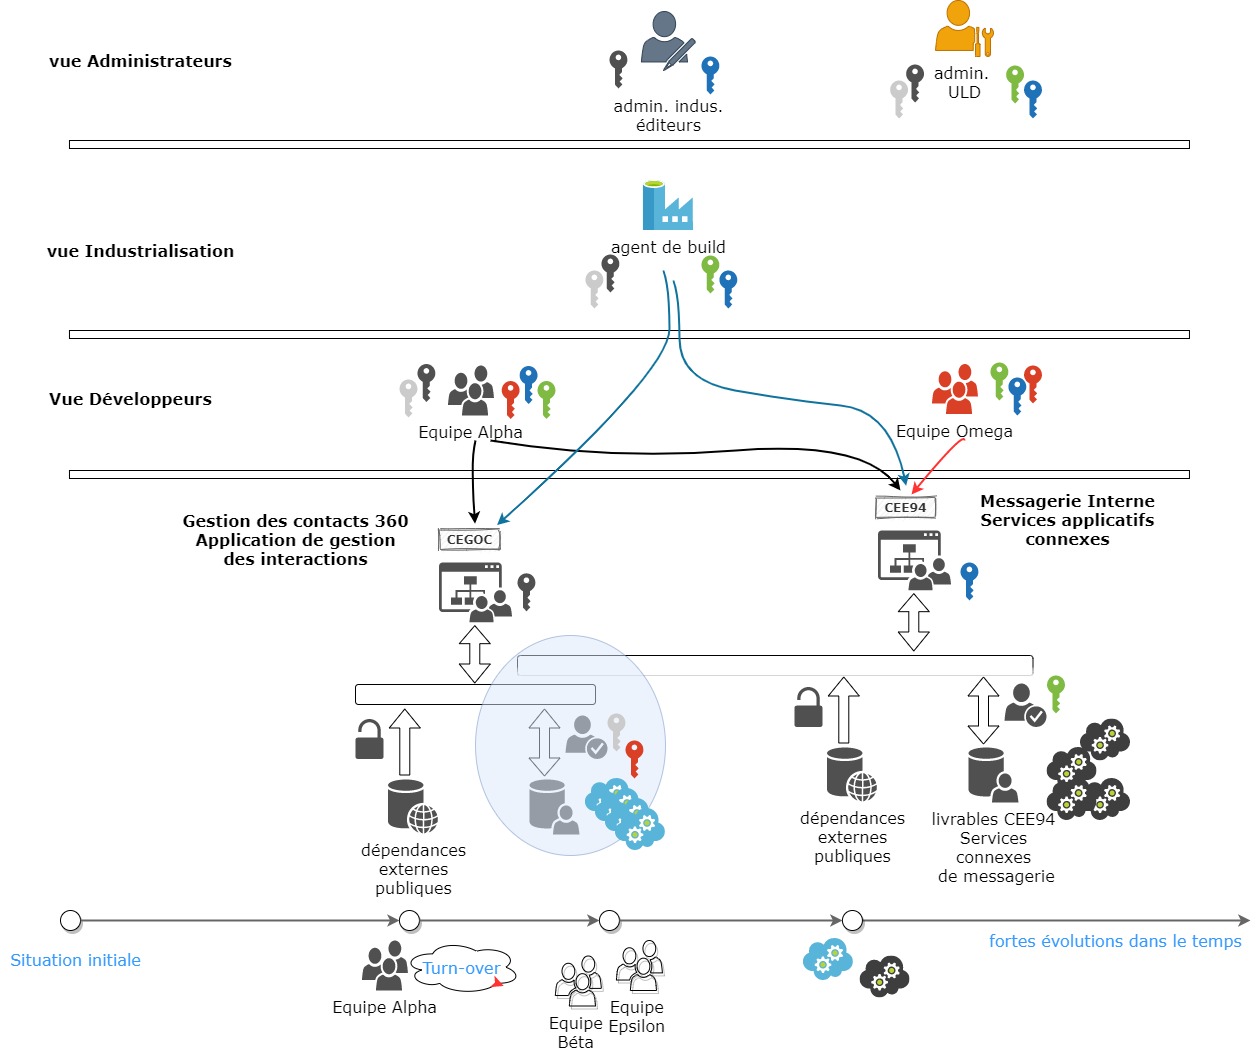 vue Administrateurs
admin. indus.
éditeurs
admin.
ULD
vue Industrialisation
agent de build
Vue Développeurs
Equipe Alpha
Equipe Omega
Gestion des contacts 360
Application de gestion
des interactions
CEGOC
CEE94
Messagerie Interne
Services applicatifs
connexes
dépendances
externes
publiques
dépendances
externes
publiques
livrables CEE94
Services
connexes
de messagerie
Situation initiale
fortes évolutions dans le temps
Turn-over
Equipe Alpha
Equipe
Béta
Equipe
Epsilon